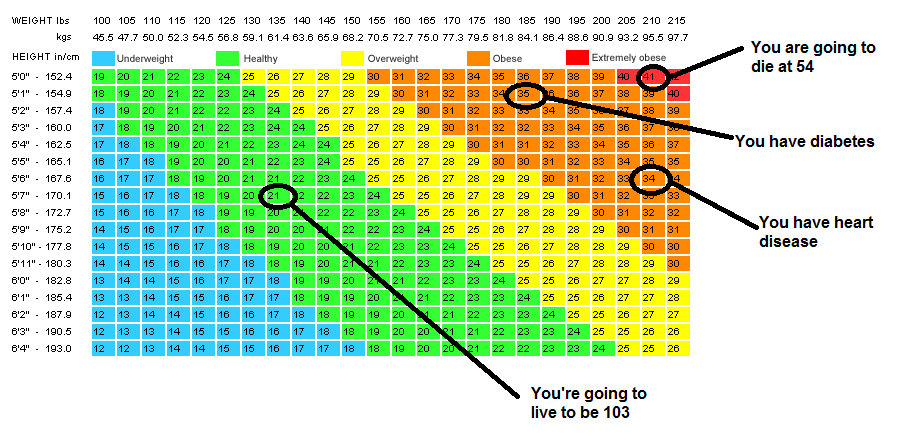 WEIGHT lbs 100 105 110 115 120 125 130 135 140 145 150 155 160 165 170 175 180 185 190 195 200 205 210 215
kgs 45.5 47.7 50.0 52.3 54.5 56.8 59.1 61.4 63.6 65.9 68.2 70.5 72.7 75.0 77.3 79.5 81.8 84.1 86.4 88.6 90.9 93.2 95.5 97.7
HEIGHT in/cm Underweight Healthy Overweight Obese Extremely obese
5'0" - 152.4 19 20 21 22 23 24 25 26 27 28 29 30 31 32 33 34 35 36 37 38 39 40 41
5'1" - 154.9 18 19 20 21 22 23 24 25 26 27 28 29 30 31 32 33 34 35 36 36 37 38 39 40
5'2" - 157.4 18 19 20 21 22 22 23 24 25 26 27 28 29 30 31 32 33 33 34 35 36 37 38 39
5'3" - 160.0 17 18 19 20 21 22 23 24 24 25 26 27 28 29 30 31 32 32 33 34 35 36 37 38
5'4" - 162.5 17 18 18 19 20 21 22 23 24 24 25 26 27 28 29 30 31 31 32 33 34 35 36 37
5'5" - 165.1 16 17 18 19 20 20 21 22 23 24 25 25 26 27 28 29 30 30 31 32 33 34 35 35
5'6" - 167.6 16 17 17 18 19 20 21 21 22 23 24 25 25 26 27 28 29 29 30 31 32 33 34 34
5'7" - 170.1 15 16 17 18 18 19 20 21 22 22 23 24 25 25 26 27 28 29 29 30 31 32 33 33
5'8" - 172.7 15 16 16 17 18 19 19 20 21 22 22 23 24 25 25 26 27 28 28 29 30 31 32 32
5'9" - 175.2 14 15 16 17 17 18 19 20 20 21 22 22 23 24 25 25 26 27 28 28 29 30 31 31
5'10" - 177.8 14 15 15 16 17 18 18 19 20 20 21 22 23 23 24 25 25 26 27 28 28 29 30 30
5'11" - 180.3 14 14 15 16 16 17 18 18 19 20 21 21 22 23 23 24 25 25 26 27 28 28 29 30
6'0" - 182.8 13 14 14 15 16 17 17 18 19 19 20 21 21 22 23 23 24 25 25 26 27 27 28 29
6'1" - 185.4 13 13 14 15 15 16 17 17 18 19 19 20 21 21 22 23 23 24 25 25 26 27 27 28
6'2" - 187.9 12 13 14 14 15 16 16 17 18 18 19 19 20 21 21 22 23 23 24 25 25 26 27 27
6'3" - 190.5 12 13 13 14 15 15 16 16 17 18 18 19 20 20 21 21 22 23 23 24 25 25 26 26
6'4" - 193.0 12 12 13 14 14 15 15 16 17 17 18 18 19 20 20 21 22 22 23 23 24 25 25 26
You are going to
die at 54
You have diabetes
You have heart
disease
You're going to
live to be 103